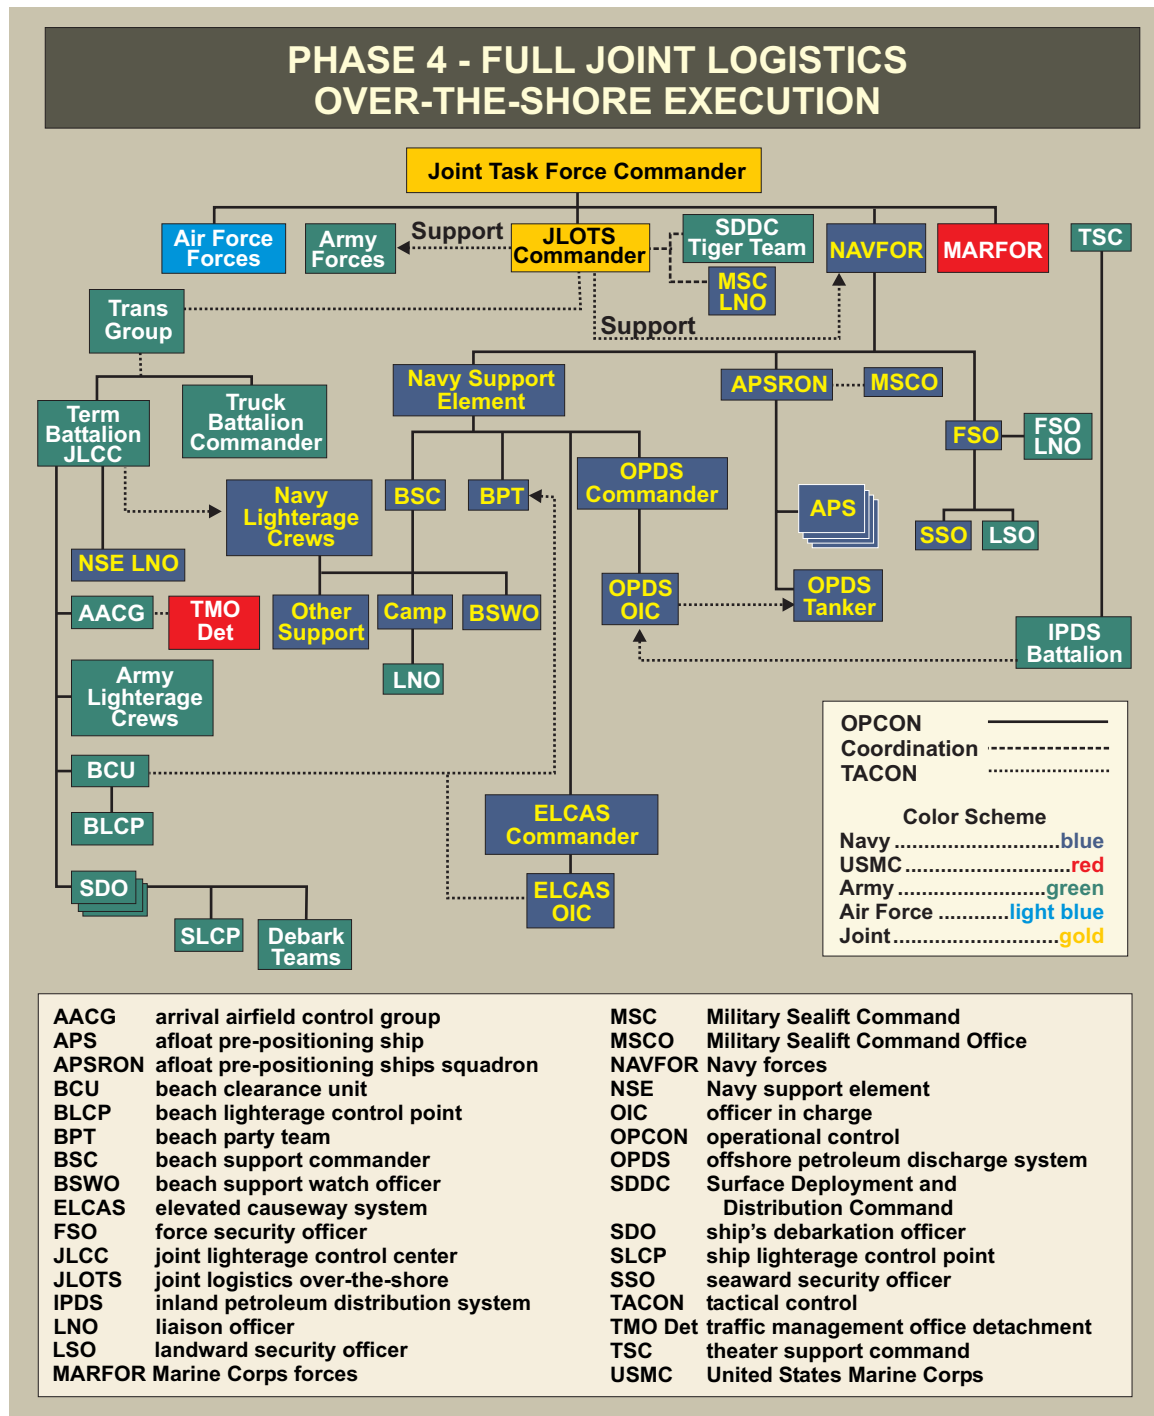 PHASE 4 - FULL JOINT LOGISTICS
OVER-THE-SHORE EXECUTION
Joint Task Force Commander
Air Force
Forces
Army
Forces
Support
JLOTS
Commander
SDDC
Tiger Team
MSC
LNO
NAVFOR
MARFOR
TSC
Trans
Group
Support
Navy Support
Element
APSRON
MSCO
Term
Battalion
JLCC
Truck
Battalion
Commander
FSO
FSO
LNO
Navy
Lighterage
Crews
BSC
BPT
OPDS
Commander
APS
SSO
LSO
NSE LNO
AACG
TMO
Det
Other
Support
Camp
BSWO
OPDS
OIC
OPDS
Tanker
IPDS
Battalion
LNO
Army
Lighterage
Crews
BCU
BLCP
ELCAS
Commander
SDO
ELCAS
OIC
SLCP
Debark
Teams
OPCON
Coordination
TACON
Color Scheme
Navy .............................blue
USMC ...............................red
Army ..........................green
Air Force ............light blue
Joint.............................gold
AACG arrival airfield control group
APS afloat pre-positioning ship
APSRON afloat pre-positioning ships squadron
BCU beach clearance unit
BLCP beach lighterage control point
BPT beach party team
BSC beach support commander
BSWO beach support watch officer
ELCAS elevated causeway system
FSO force security officer
JLCC joint lighterage control center
JLOTS joint logistics over-the-shore
IPDS inland petroleum distribution system
LNO liaison officer
LSO landward security officer
MARFOR Marine Corps forces
MSC Military Sealift Command
MSCO Military Sealift Command Office
NAVFOR Navy forces
NSE Navy support element
OIC officer in charge
OPCON operational control
OPDS offshore petroleum discharge system
SDDC Surface Deployment and
Distribution Command
SDO ship's debarkation officer
SLCP ship lighterage control point
SSO seaward security officer
TACON tactical control
TMO Det traffic management office detachment
TSC theater support command
USMC United States Marine Corps